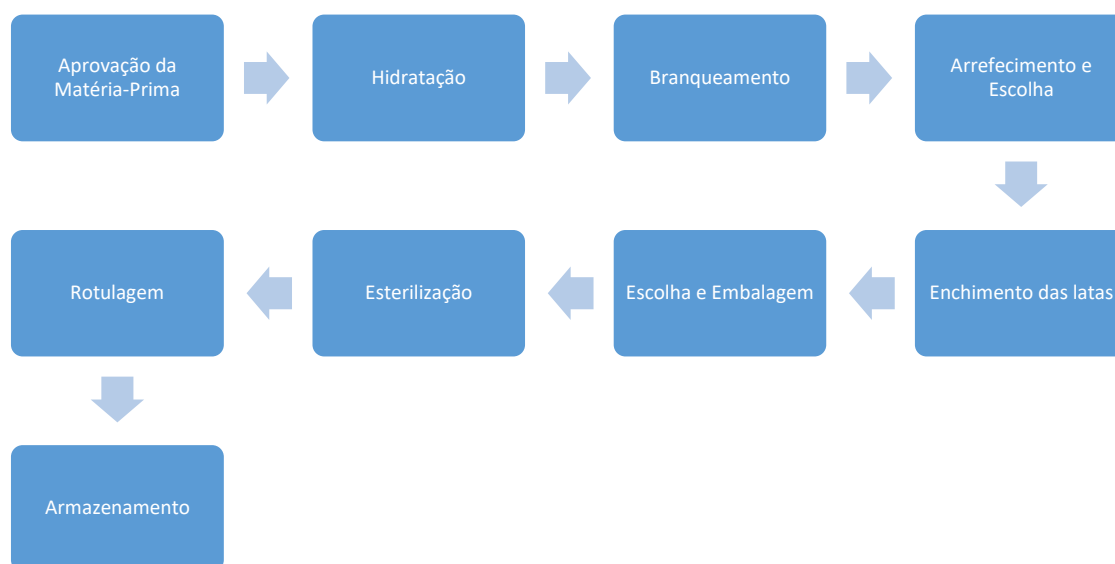 Aprovação da
Matéria-Prima
Hidratação
Branqueamento
Arrefecimento e
Escolha
Enchimento das latas
Escolha e Embalagem
Esterilização
Rotulagem
Armazenamento